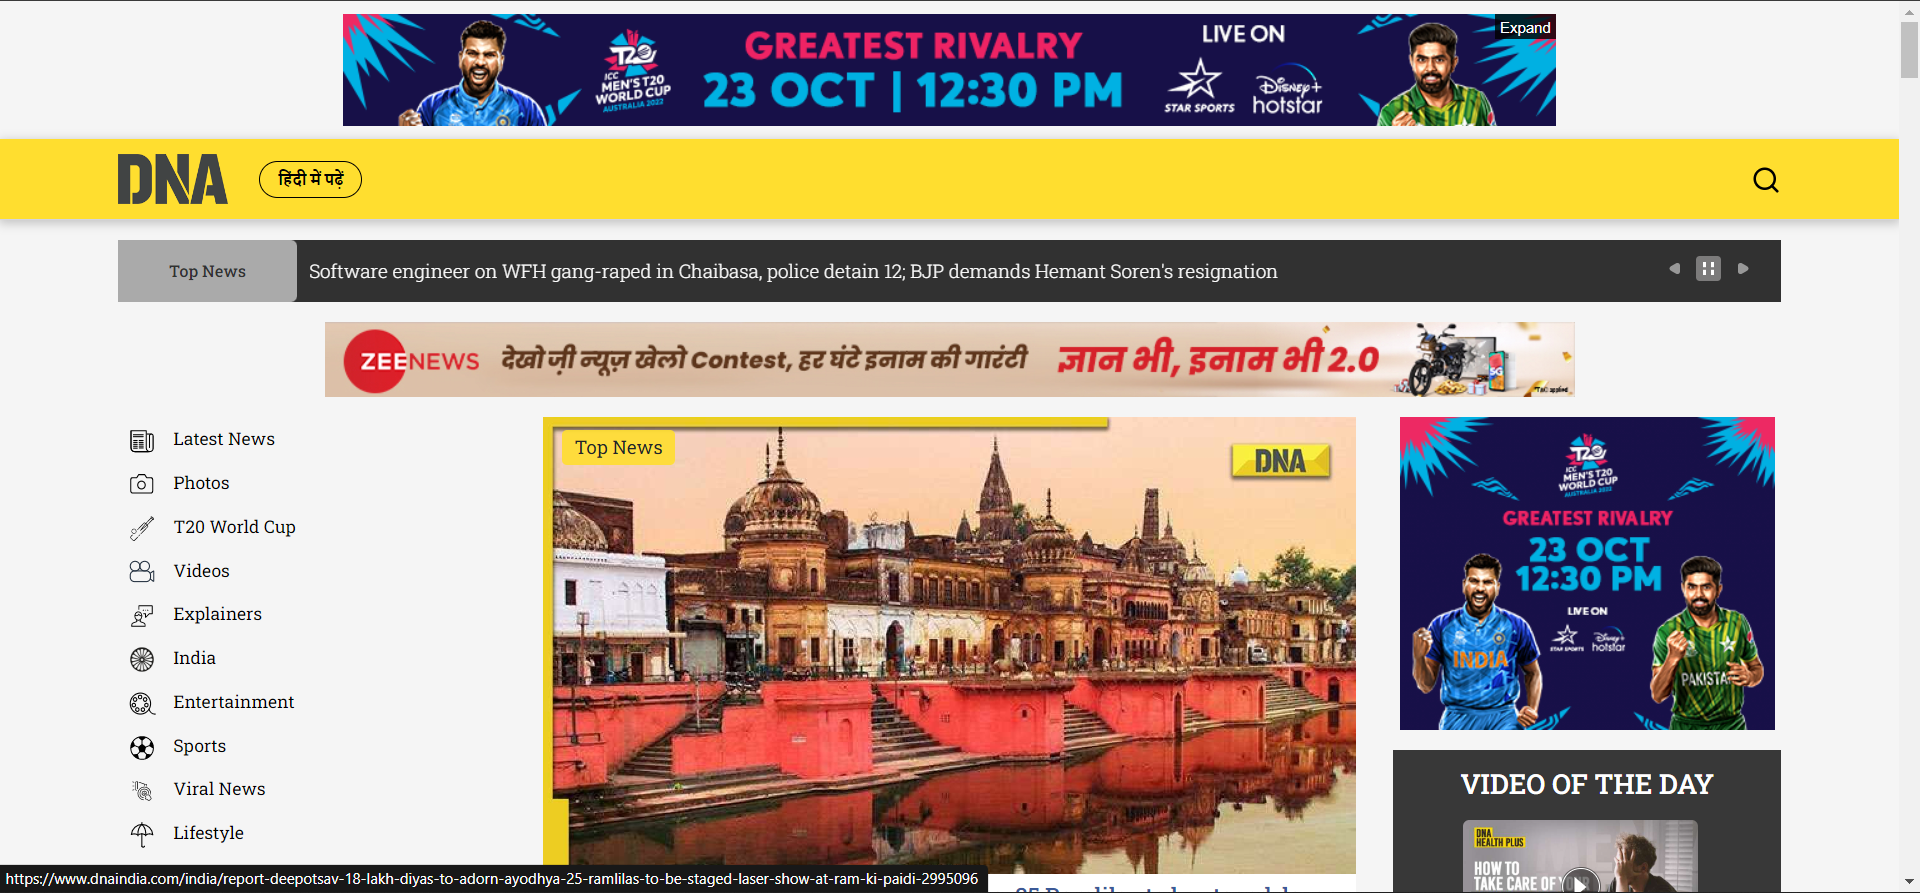 GREATEST RIVALRY
23 OCT | 12:30 PM
T20
ICC
MEN'S T20
WORLD CUP
AUSTRALIA 2022
LIVE ON
STAR SPORTS
Disney+
hotstar
Expand
DNA
हिंदी में पढ़ें
Top News
Software engineer on WFH gang-raped in Chaibasa, police detain 12; BJP demands Hemant Soren's resignation
ZEENEWS
देखो ज़ी न्यूज़ खेलो Contest, हर घंटे इनाम की गारंटी
ज्ञान भी, इनाम भी 2.0
5G
*T&C applied
Latest News
Photos
T20 World Cup
Videos
Explainers
India
Entertainment
Sports
Viral News
Lifestyle
Top News
DNA
T20
ICC
MEN'S T20
WORLD CUP
AUSTRALIA 2022
GREATEST RIVALRY
23 OCT
12:30 PM
LIVE ON
STAR SPORTS
Disney+
hotstar
INDIA
PAKISTA
VIDEO OF THE DAY
DNA
HEALTH PLUS
HOW TO
TAKE CARE OF
https://www.dnaindia.com/india/report-deepotsav-18-lakh-diyas-to-adorn-ayodhya-25-ramlilas-to-be-staged-laser-show-at-ram-ki-paidi-2995096